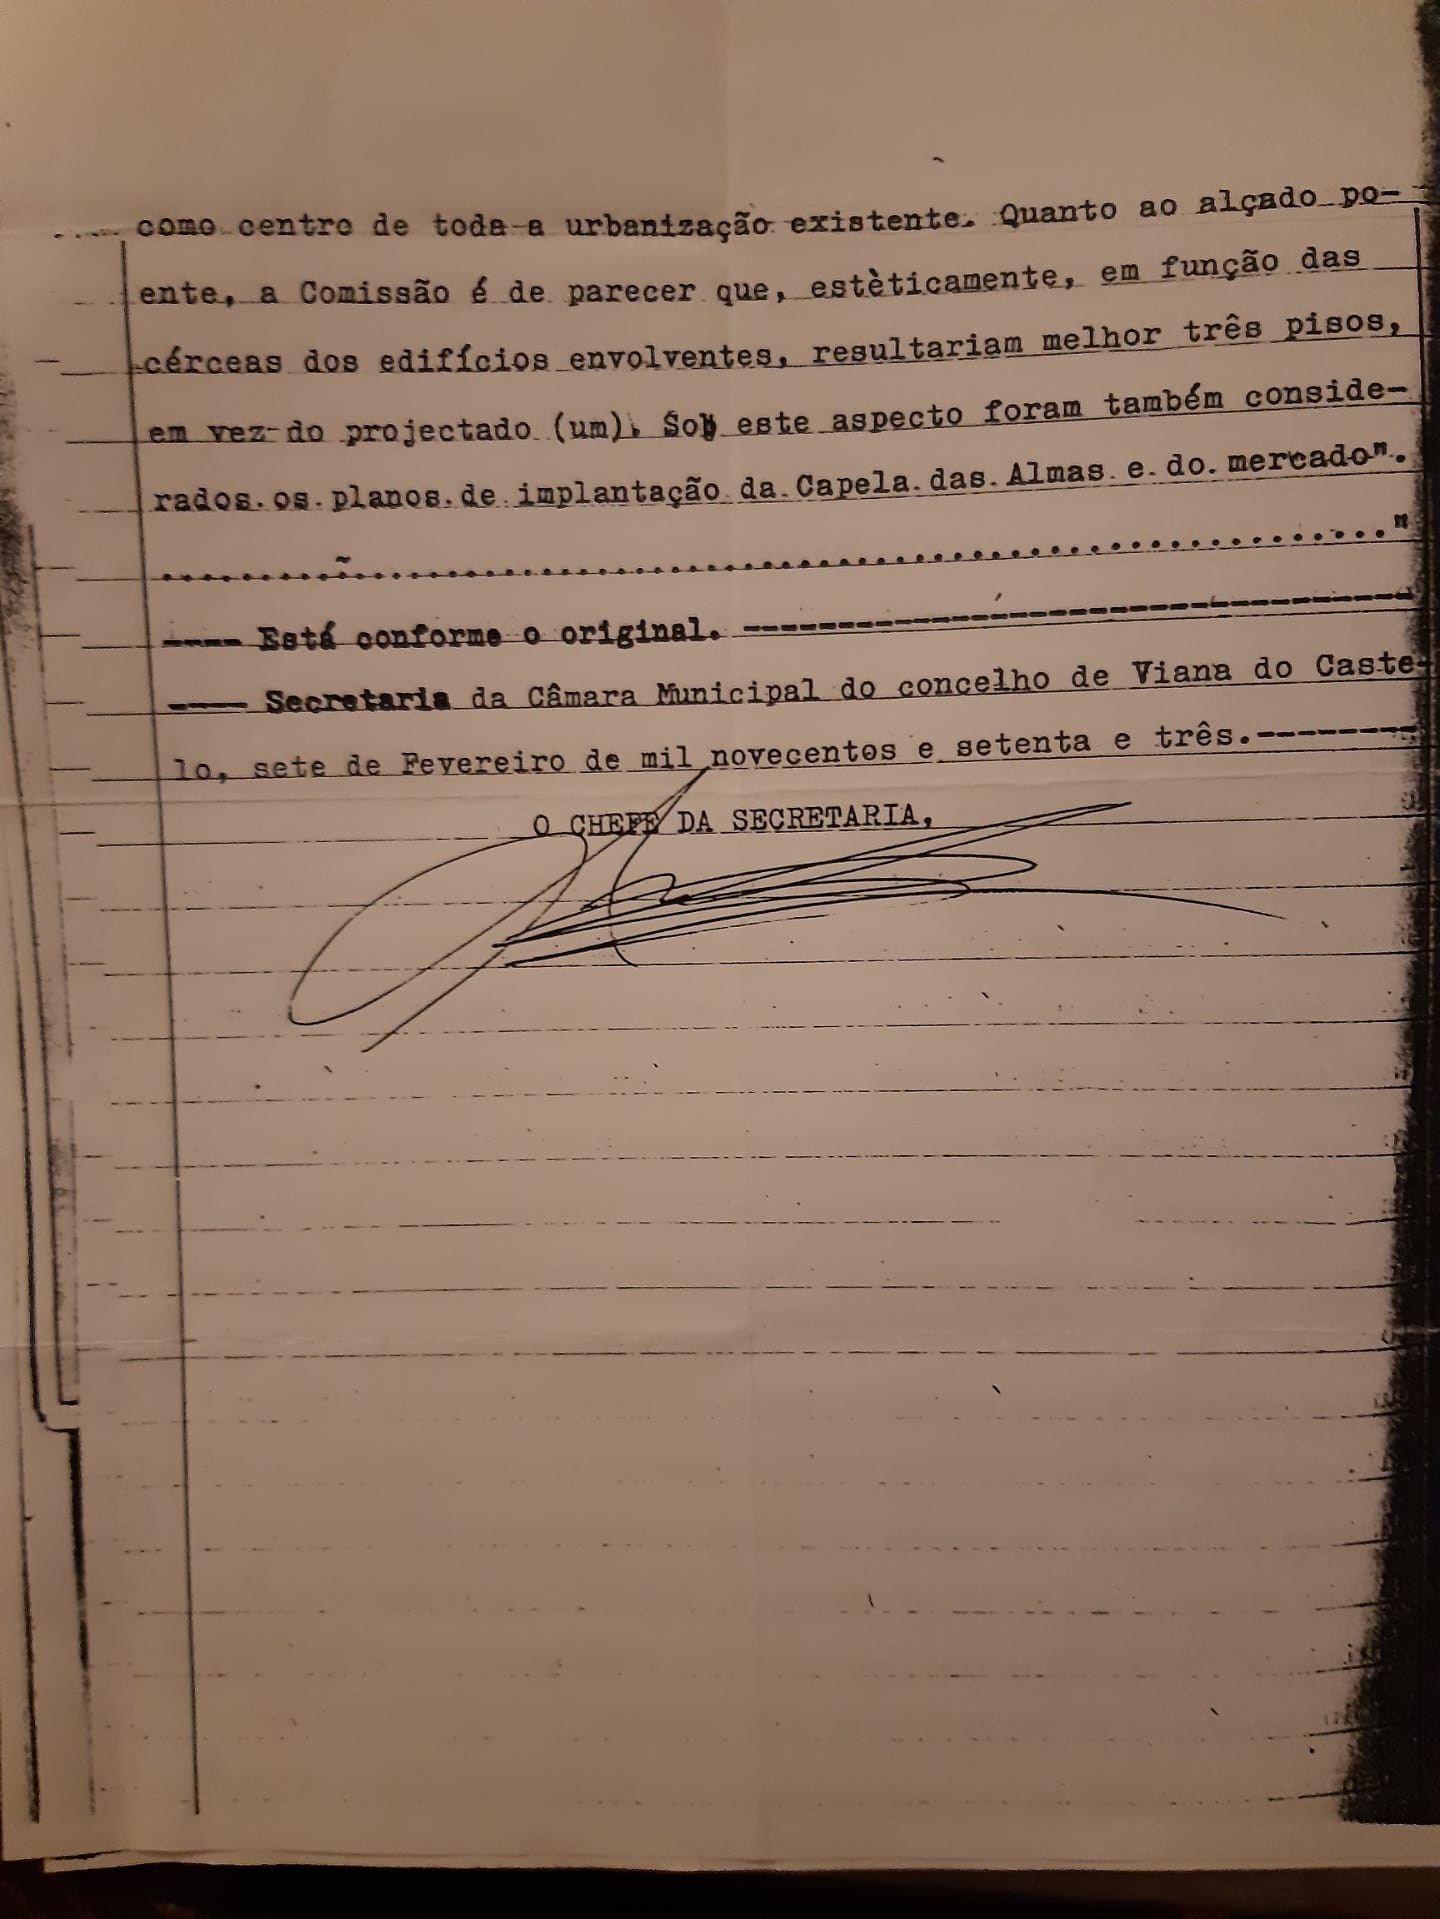 como centro de toda a urbanização existente. Quanto ao alçado po-
ente, a Comissão é de parecer que, estèticamente, em função das
cérceas dos edifícios envolventes, resultariam melhor três pisos,
em vez do projectado (um). Sob este aspecto foram também conside-
rados os planos de implantação da Capela das Almas e do mercado".
..........................................................."
---- Está conforme o original. ------------------------------
---- Secretaria da Câmara Municipal do concelho de Viana do Caste-
lo, sete de Fevereiro de mil novecentos e setenta e três.---------
O CHEFE DA SECRETARIA,